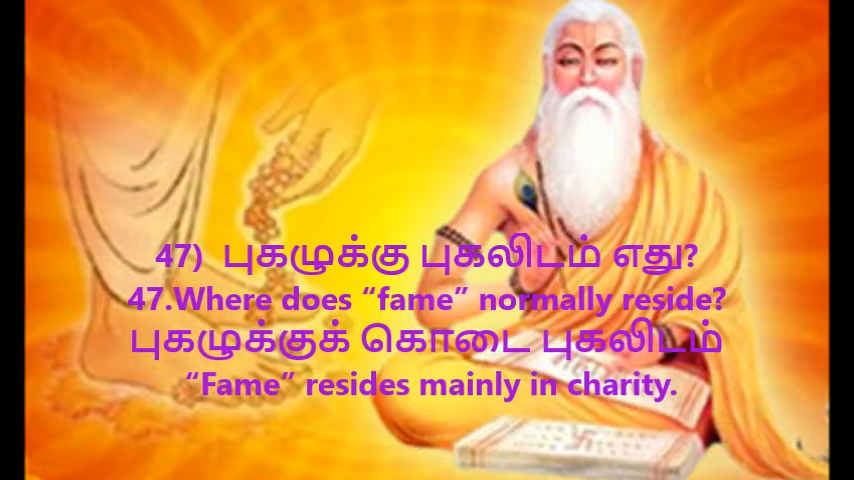 47) புகழுக்கு புகலிடம் எது?
47.Where does “fame” normally reside?
புகழுக்குக் கொடை புகலிடம்
“Fame” resides mainly in charity.